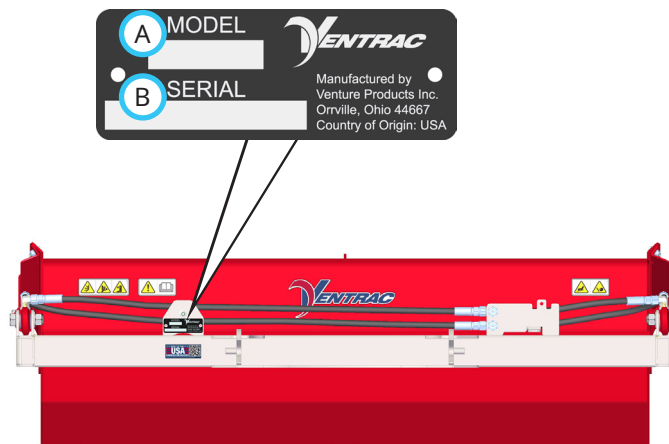 A
MODEL
VENTRAC
B
SERIAL
Manufactured by
Venture Products Inc.
Orrville, Ohio 44667
Country of Origin: USA
VENTRAC
USA